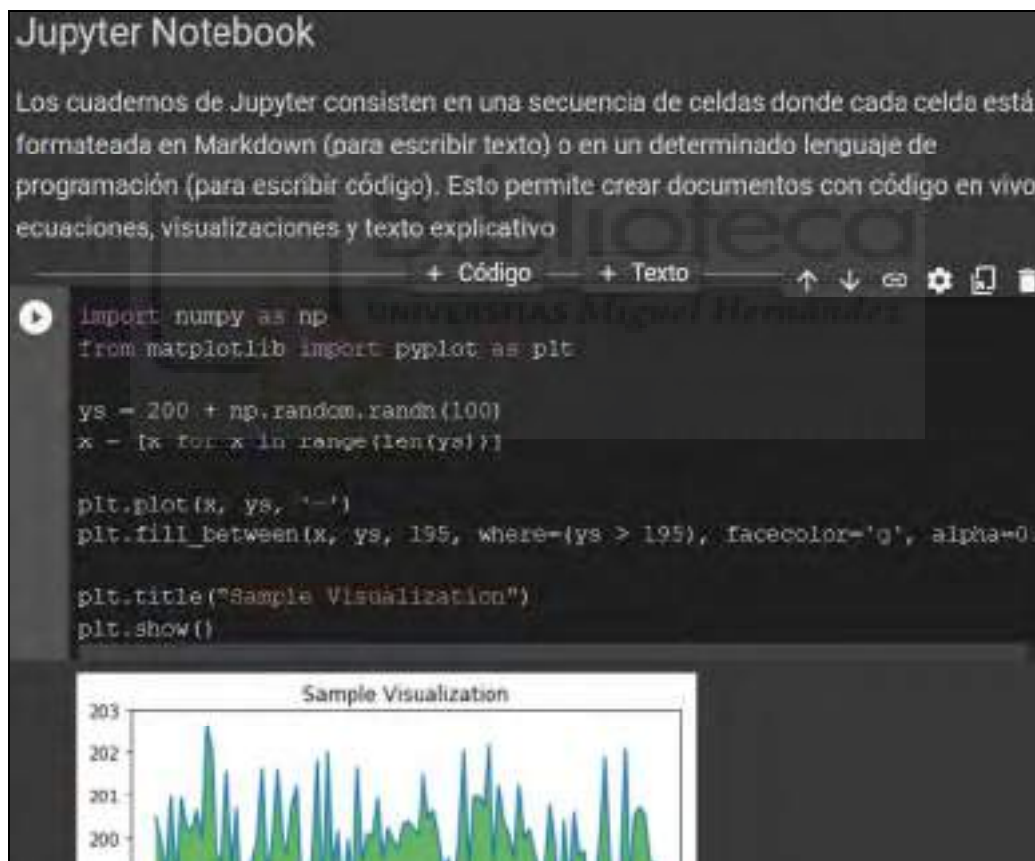 Jupyter Notebook
Los cuadernos de Jupyter consisten en una secuencia de celdas donde cada celda está
formateada en Markdown (para escribir texto) o en un determinado lenguaje de
programación (para escribir código). Esto permite crear documentos con código en vivo
ecuaciones, visualizaciones y texto explicativo
Biblioteca
UNIVERSITAS Miguel Hernández
+ Código + Texto
import numpy as np
from matplotlib import pyplot as plt
ys = 200 + np.random.randn(100)
x = [x for x in range(len(ys))]
plt.plot(x, ys, '-')
plt.fill_between(x, ys, 195, where=(ys > 195), facecolor='g', alpha=0.
plt.title("Sample Visualization")
plt.show()
Sample Visualization
203
202
201
200